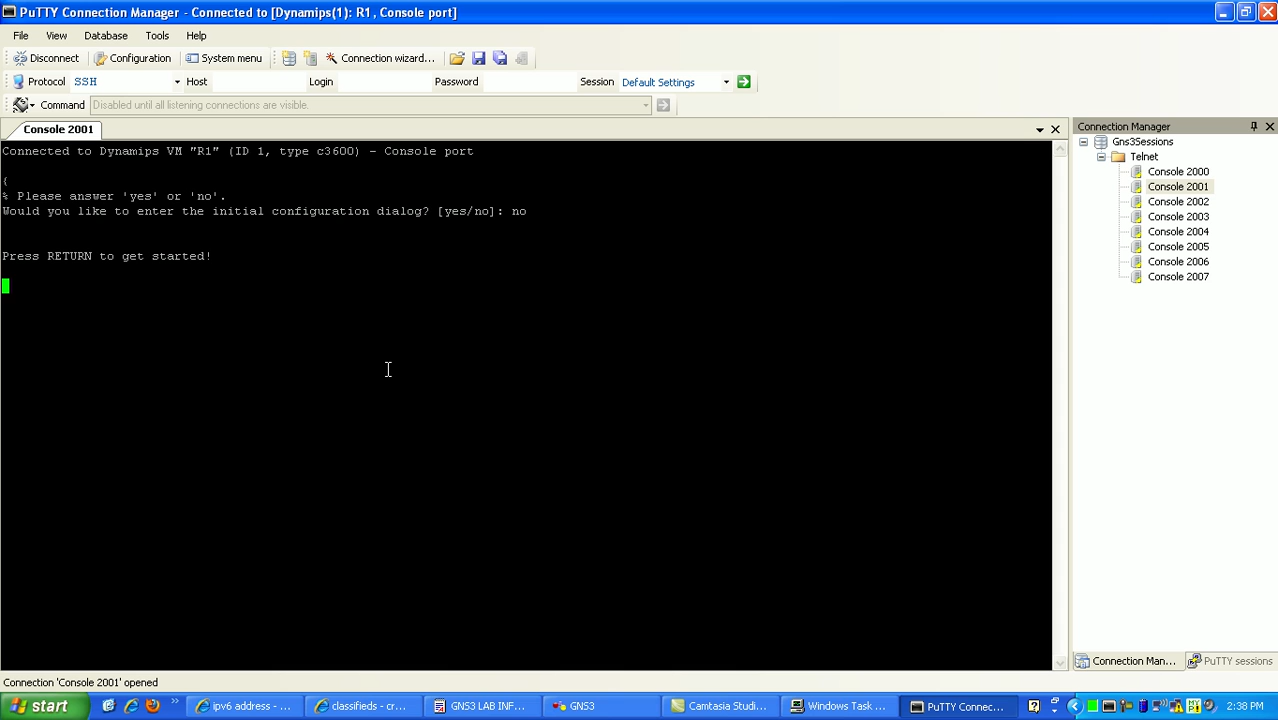 PuTTY Connection Manager - Connected to [Dynamips(1): R1 , Console port]
File View Database Tools Help
Disconnect Configuration System menu Connection wizard...
Protocol SSH Host Login Password Session Default Settings
Command Disabled until all listening connections are visible.
Console 2001
Connected to Dynamips VM "R1" (ID 1, type c3600) - Console port
{
% Please answer 'yes' or 'no'.
Would you like to enter the initial configuration dialog? [yes/no]: no
Press RETURN to get started!
Connection Manager
Gns3Sessions
Telnet
Console 2000
Console 2001
Console 2002
Console 2003
Console 2004
Console 2005
Console 2006
Console 2007
Connection Man... PuTTY sessions
Connection 'Console 2001' opened
start ipv6 address - ... classifieds - cr... GNS3 LAB INF... GNS3 Camtasia Studi... Windows Task ... PuTTY Connec... 2:38 PM